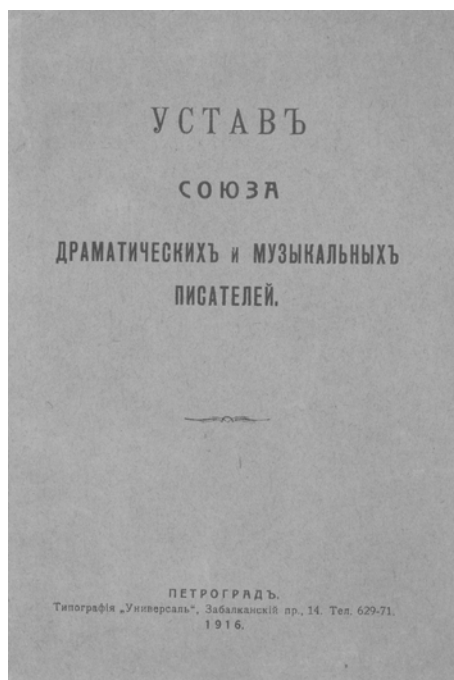 УСТАВЪ
СОЮЗА
ДРАМАТИЧЕСКИХЪ и МУЗЫКАЛЬНЫХЪ
ПИСАТЕЛЕЙ.
ПЕТРОГРАДЪ.
Типографія „Универсаль“, Забалканскій пр., 14. Тел. 629-71.
1916.